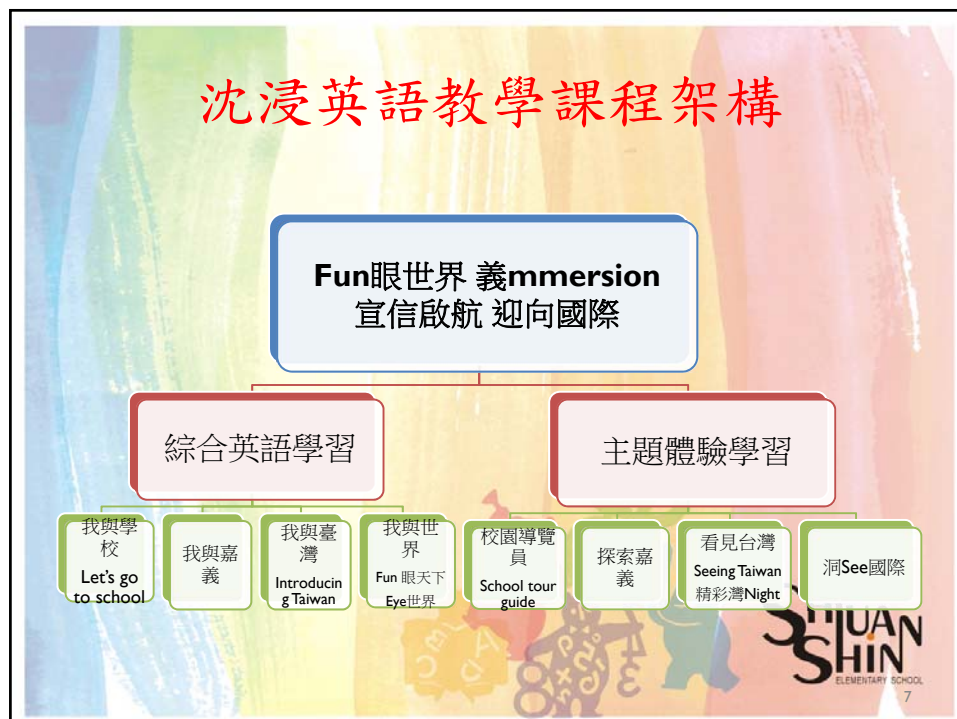 沈浸英語教學課程架構
Fun眼世界 義mmersion
宣信啟航 迎向國際
綜合英語學習
主題體驗學習
我與學
校
Let's go
to school
我與嘉
義
我與臺
灣
Introducin
g Taiwan
我與世
界
Fun 眼天下
Eye世界
校園導覽
員
School tour
guide
探索嘉
義
看見台灣
Seeing Taiwan
精彩灣Night
洞See國際
SHIUAN
SHIN
ELEMENTARY SCHOOL
7